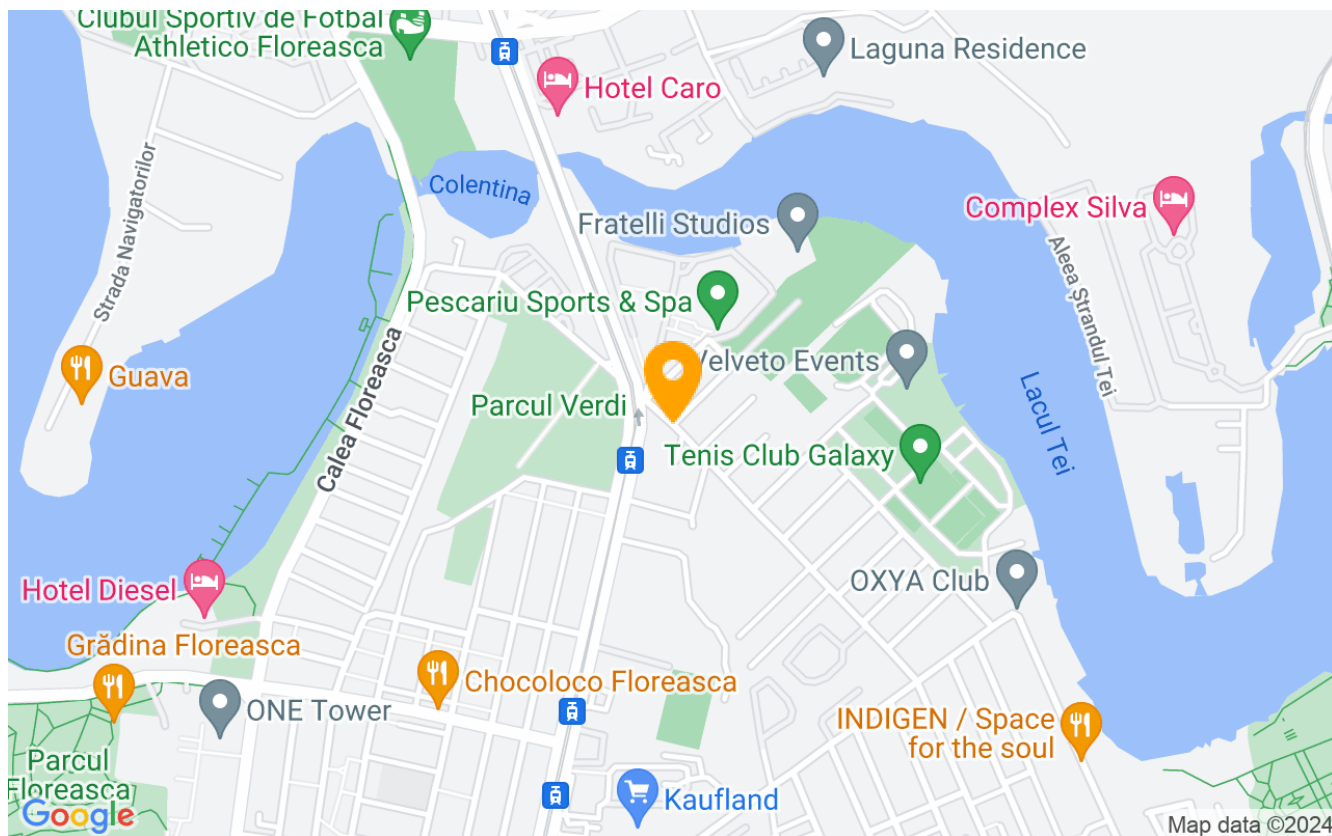 Clubul Sportiv de Fotbal
Athletico Floreasca
Laguna Residence
Hotel Caro
Strada Navigatorilor
Colentina
Fratelli Studios
Complex Silva
Aleea Ștrandul Tei
Pescariu Sports & Spa
Velveto Events
Guava
Calea Floreasca
Parcul Verdi
Lacul Tei
Tenis Club Galaxy
Hotel Diesel
OXYA Club
Grădina Floreasca
Chocoloco Floreasca
ONE Tower
INDIGEN / Space
for the soul
Parcul
Floreasca
Kaufland
Google
Map data ©2024